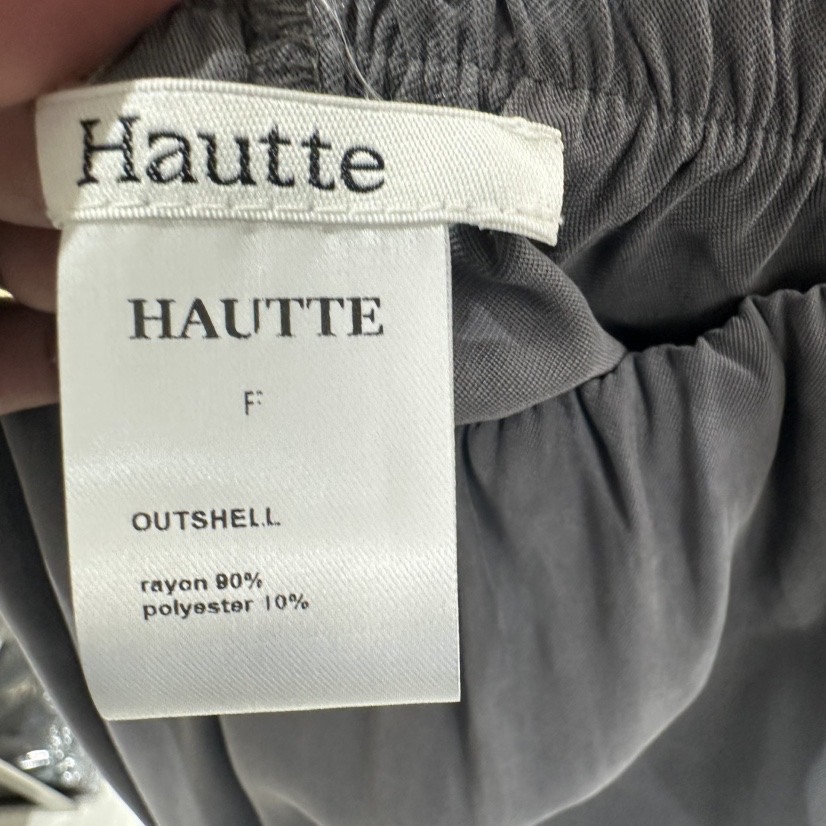 Hautte
HAUTTE
F
OUTSHELL
rayon 90%
polyester 10%